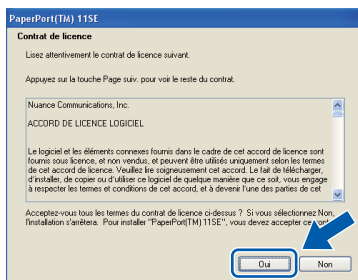 PaperPort(TM) 11SE
Contrat de licence
Lisez attentivement le contrat de licence suivant.
Appuyez sur la touche Page suiv. pour voir le reste du contrat.
Nuance Communications, Inc.
ACCORD DE LICENCE LOGICIEL
Le logiciel et les éléments connexes fournis dans le cadre de cet accord de licence sont
fournis sous licence, et non vendus, et peuvent être utilisés uniquement selon les termes
de cet accord de licence. Veuillez lire soigneusement cet accord. Le fait de télécharger,
d'installer, de copier ou d'utiliser ce logiciel de quelque manière que ce soit, vous engage
à respecter les termes et conditions de cet accord, et à devenir l'une des parties de cet
Acceptez-vous tous les termes du contrat de licence ci-dessus ? Si vous sélectionnez Non,
l'installation s'arrêtera. Pour installer "PaperPort(TM) 11SE", vous devez accepter ce
Oui
Non